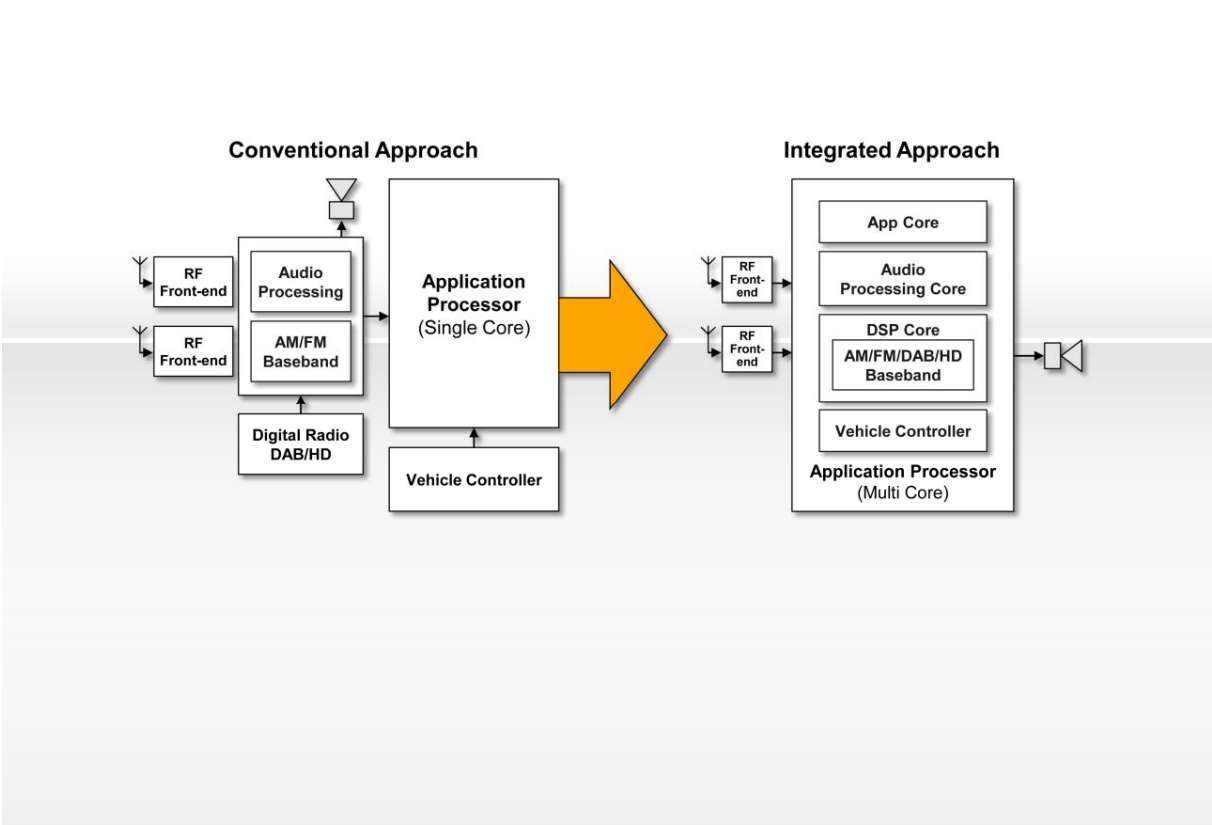 Conventional Approach
RF
Front-end
RF
Front-end
Audio
Processing
AM/FM
Baseband
Digital Radio
DAB/HD
Application
Processor
(Single Core)
Vehicle Controller
Integrated Approach
RF
Front-
end
RF
Front-
end
App Core
Audio
Processing Core
DSP Core
AM/FM/DAB/HD
Baseband
Vehicle Controller
Application Processor
(Multi Core)